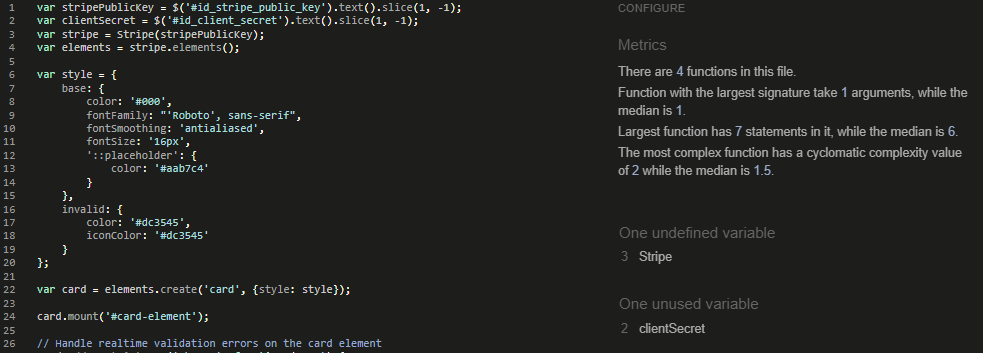 1 var stripePublicKey = $('#id_stripe_public_key').text().slice(1, -1);
2 var clientSecret = $('#id_client_secret').text().slice(1, -1);
3 var stripe = Stripe(stripePublicKey);
4 var elements = stripe.elements();
5
6 var style = {
7 base: {
8 color: '#000',
9 fontFamily: "'Roboto', sans-serif",
10 fontSmoothing: 'antialiased',
11 fontSize: '16px',
12 '::placeholder': {
13 color: '#aab7c4'
14 }
15 },
16 invalid: {
17 color: '#dc3545',
18 iconColor: '#dc3545'
19 }
20 };
21
22 var card = elements.create('card', {style: style});
23
24 card.mount('#card-element');
25
26 // Handle realtime validation errors on the card element
CONFIGURE
Metrics
There are 4 functions in this file.
Function with the largest signature take 1 arguments, while the
median is 1.
Largest function has 7 statements in it, while the median is 6.
The most complex function has a cyclomatic complexity value
of 2 while the median is 1.5.
One undefined variable
3 Stripe
One unused variable
2 clientSecret